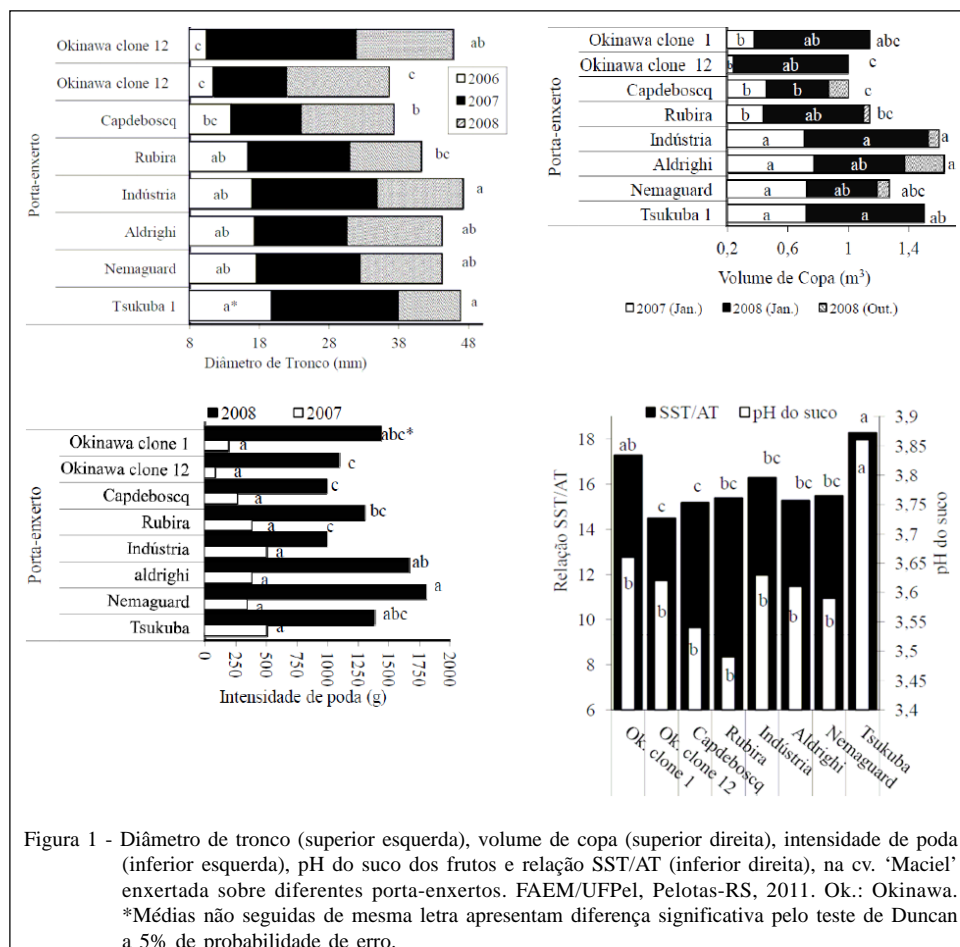 Okinawa clone 12 c ab
Okinawa clone 12 c c
Capdeboscq bc b
Rubira ab bc
Indústria ab a
Aldrighi ab ab
Nemaguard ab ab
Tsukuba 1 a* a
Porta-enxerto
2006
2007
2008
8 18 28 38 48
Diâmetro de Tronco (mm)
Okinawa clone 1 b ab abc
Okinawa clone 12 ab c
Capdeboscq b b c
Rubira b ab bc
Indústria a a a
Aldrighi a ab a
Nemaguard a ab abc
Tsukuba 1 a a ab
Porta-enxerto
0,2 0,6 1 1,4
Volume de Copa (m³)
2007 (Jan.) 2008 (Jan.) 2008 (Out.)
2008 2007
Okinawa clone 1 abc* a
Okinawa clone 12 c a
Capdeboscq c a
Rubira bc a
Indústria c a
aldrighi ab a
Nemaguard a a
Tsukuba abc a
Porta-enxerto
0 250 500 750 1000 1250 1500 1750 2000
Intensidade de poda (g)
SST/AT pH do suco
18 16 14 12 10 8 6
Relação SST/AT
ab c c bc bc bc bc a
b b b b b b b a
3,9 3,85 3,8 3,75 3,7 3,65 3,6 3,55 3,5 3,45 3,4
pH do suco
Ok. clone 1 Ok. clone 12 Capdeboscq Rubira Indústria Aldrighi Nemaguard Tsukuba
Figura 1 - Diâmetro de tronco (superior esquerda), volume de copa (superior direita), intensidade de poda
(inferior esquerda), pH do suco dos frutos e relação SST/AT (inferior direita), na cv. ‘Maciel’
enxertada sobre diferentes porta-enxertos. FAEM/UFPel, Pelotas-RS, 2011. Ok.: Okinawa.
*Médias não seguidas de mesma letra apresentam diferença significativa pelo teste de Duncan
a 5% de probabilidade de erro.